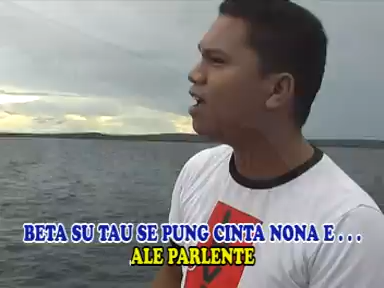 BETA SU TAU SE PUNG CINTA NONA E . . .
ALE PARLENTE